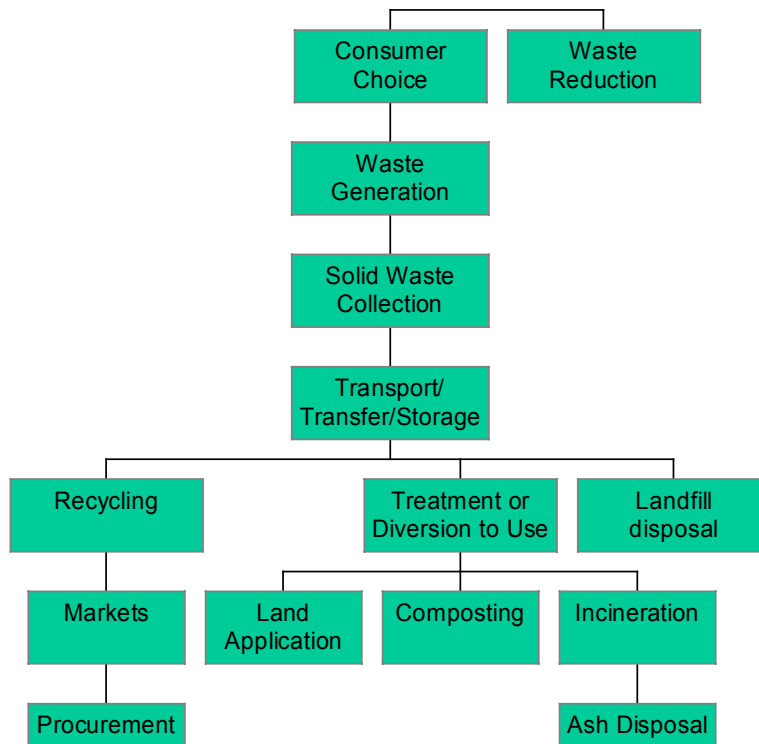 Consumer
Choice
Waste
Reduction
Waste
Generation
Solid Waste
Collection
Transport/
Transfer/Storage
Recycling
Treatment or
Diversion to Use
Landfill
disposal
Markets
Land
Application
Composting
Incineration
Procurement
Ash Disposal